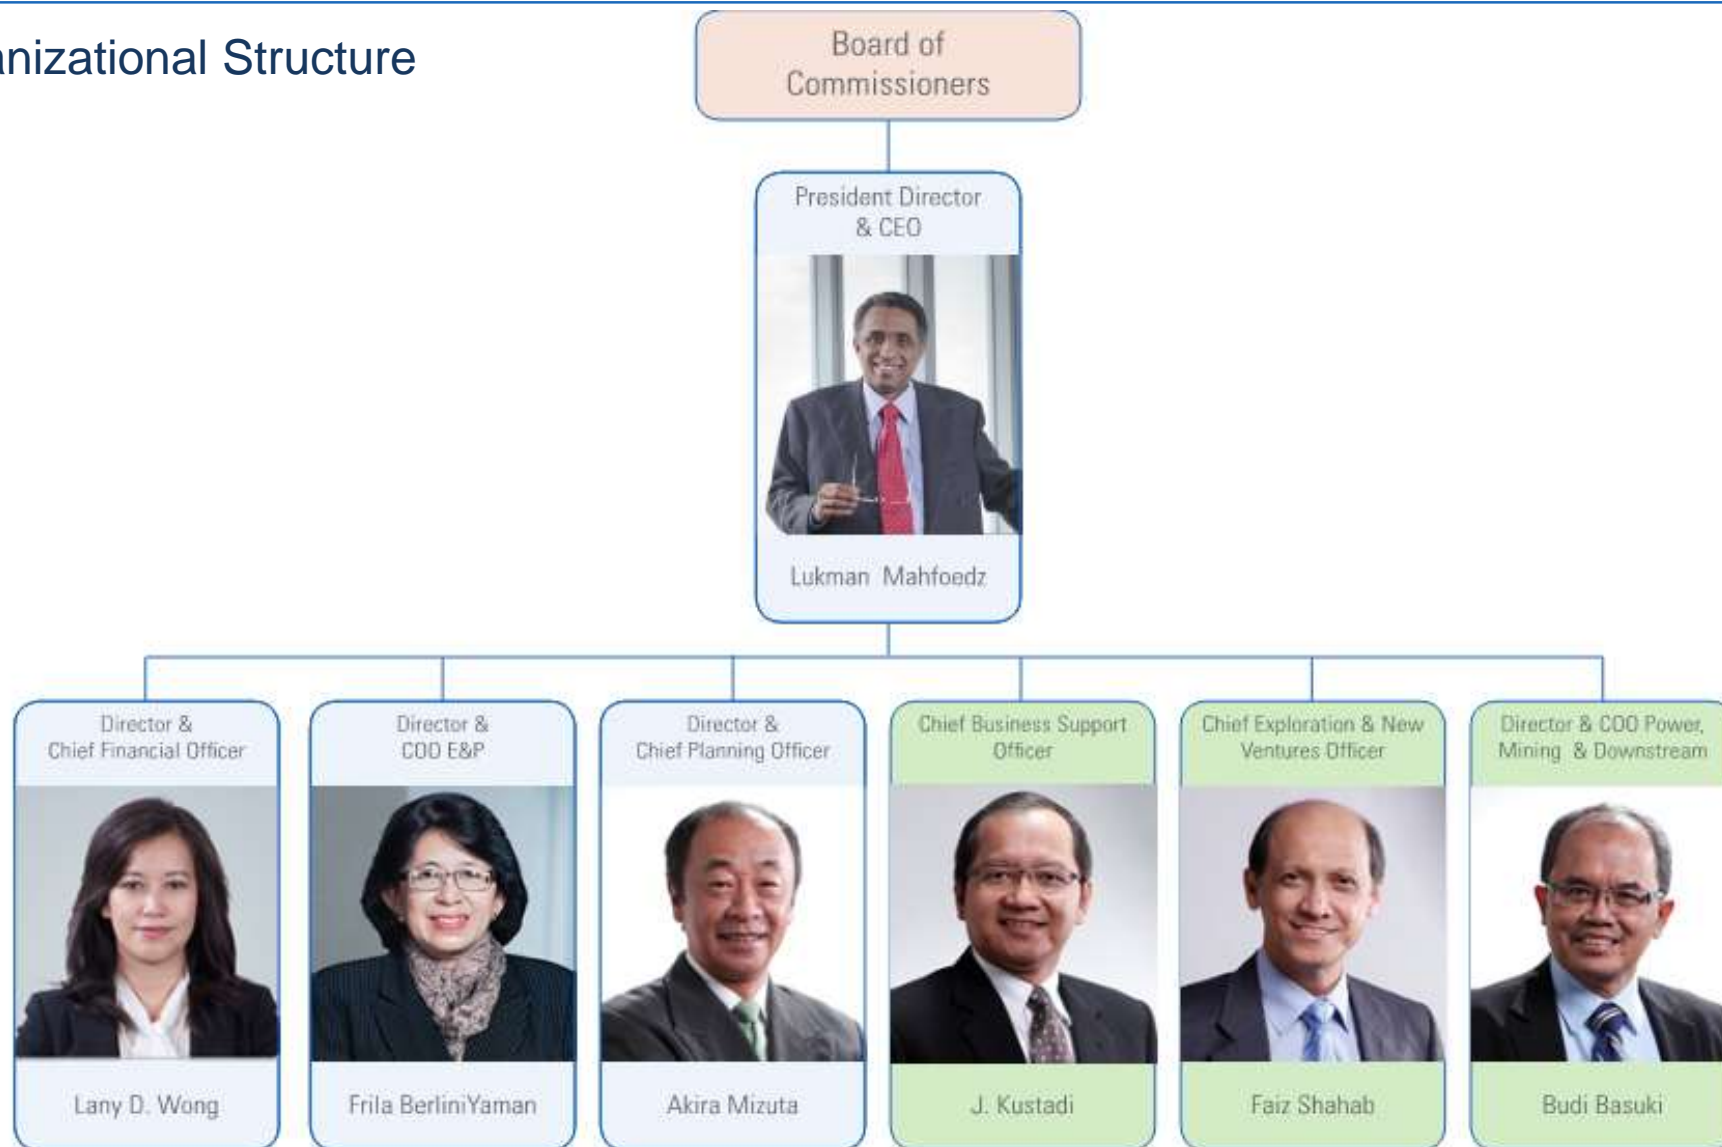 anizational Structure
Board of
Commissioners
President Director
& CEO
Lukman Mahfoedz
Director &
Chief Financial Officer
Lany D. Wong
Director &
COO E&P
Frila BerliniYaman
Director &
Chief Planning Officer
Akira Mizuta
Chief Business Support
Officer
J. Kustadi
Chief Exploration & New
Ventures Officer
Faiz Shahab
Director & COO Power,
Mining & Downstream
Budi Basuki